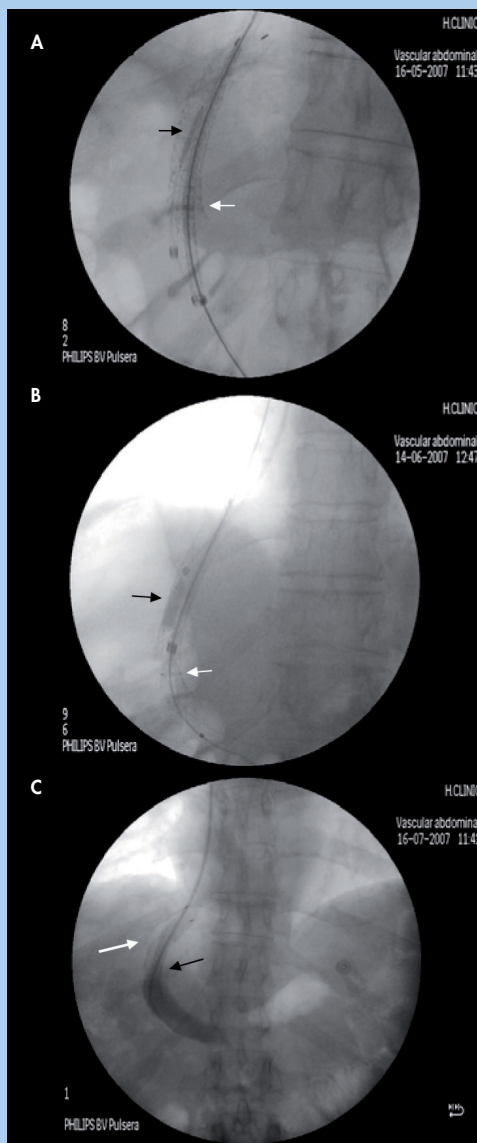 A
H.CLINIC
Vascular abdominal
16-05-2007 11:43
8
2
PHILIPS BV Pulsera
B
H.CLINIC
Vascular abdominal
14-06-2007 12:47
9
6
PHILIPS BV Pulsera
C
H.CLINIC
Vascular abdominal
16-07-2007 11:41
1
PHILIPS BV Pulsera